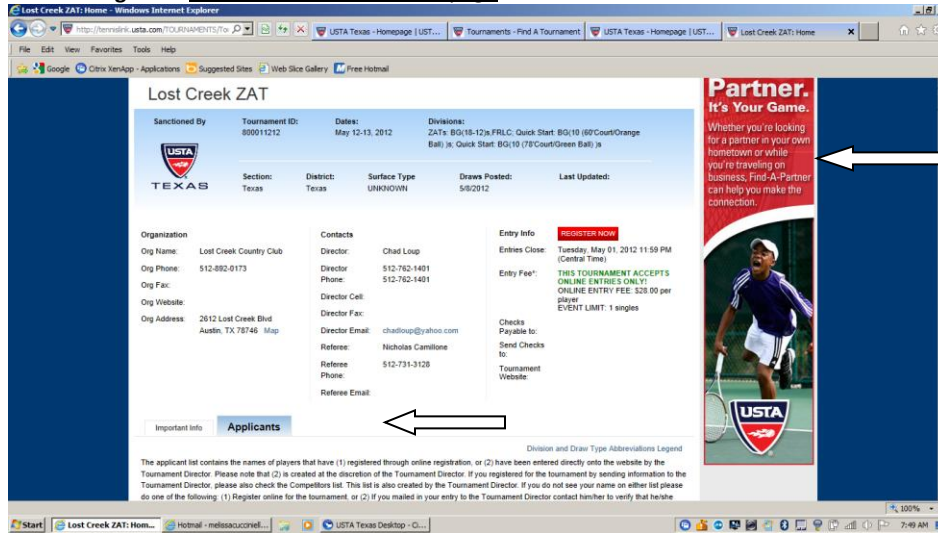 Lost Creek ZAT: Home - Windows Internet Explorer
http://tennislink.usta.com/TOURNAMENTS/To
USTA Texas - Homepage | UST...
Tournaments - Find A Tournament
USTA Texas - Homepage | UST...
Lost Creek ZAT: Home
File Edit View Favorites Tools Help
Google Citrix XenApp - Applications Suggested Sites Web Slice Gallery Free Hotmail
Lost Creek ZAT
Sanctioned By
USTA
TEXAS
Tournament ID:
800011212
Dates:
May 12-13, 2012
Divisions:
ZATs: BG(18-12)s,FRLC; Quick Start: BG(10 (60'Court/Orange
Ball) )s; Quick Start: BG(10 (78'Court/Green Ball) )s
Section:
Texas
District:
Texas
Surface Type
UNKNOWN
Draws Posted:
5/8/2012
Last Updated:
Organization
Org Name: Lost Creek Country Club
Org Phone: 512-892-0173
Org Fax:
Org Website:
Org Address: 2612 Lost Creek Blvd
Austin, TX 78746 Map
Contacts
Director: Chad Loup
Director 512-762-1401
Phone: 512-762-1401
Director Cell:
Director Fax:
Director Email: chadloup@yahoo.com
Referee: Nicholas Camillone
Referee 512-731-3128
Phone:
Referee Email:
Entry Info REGISTER NOW
Entries Close: Tuesday, May 01, 2012 11:59 PM
(Central Time)
Entry Fee*: THIS TOURNAMENT ACCEPTS
ONLINE ENTRIES ONLY!
ONLINE ENTRY FEE: $28.00 per
player
EVENT LIMIT: 1 singles
Checks
Payable to:
Send Checks
to:
Tournament
Website:
Important Info Applicants
Division and Draw Type Abbreviations Legend
The applicant list contains the names of players that have (1) registered through online registration, or (2) have been entered directly onto the website by the
Tournament Director. Please note that (2) is created at the discretion of the Tournament Director. If you registered for the tournament by sending information to the
Tournament Director, please also check the Competitors list. This list is also created by the Tournament Director. If you do not see your name on either list please
do one of the following: (1) Register online for the tournament, or (2) If you mailed in your entry to the Tournament Director contact him/her to verify that he/she
Partner.
It's Your Game.
Whether you're looking
for a partner in your own
hometown or while
you're traveling on
business, Find-A-Partner
can help you make the
connection.
USTA
100%
Start
Lost Creek ZAT: Hom...
Hotmail - melissacucconiell...
USTA Texas Desktop - Ci...
7:49 AM